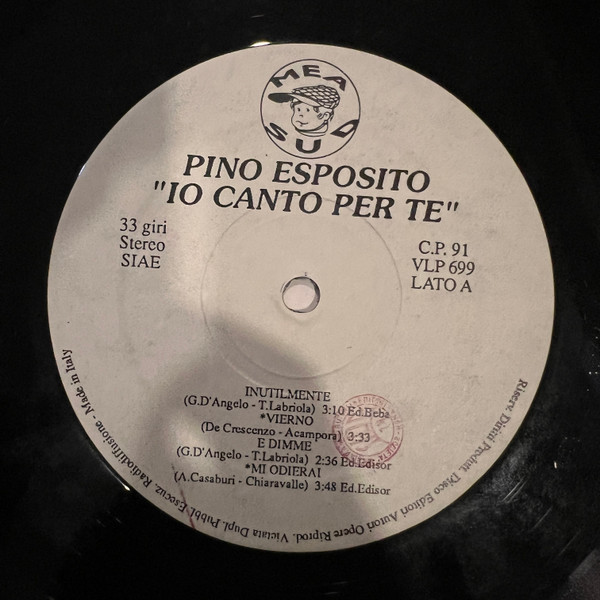 MEA
SUD
PINO ESPOSITO
"IO CANTO PER TE"
33 giri
Stereo
SIAE
C.P. 91
VLP 699
LATO A
INUTILMENTE
(G.D'Angelo - T.Labriola) 3:10 Ed.Beba
*VIERNO
(De Crescenzo - Acampora) 3:33
E DIMME
(G.D'Angelo - T.Labriola) 2:36 Ed.Edisor
*MI ODIERAI
(A.Casaburi - Chiaravalle) 3:48 Ed.Edisor
Riserv. Diritti Produtt. Disco Editori Autori Opere Riprod. Vietata Dupl. Pubbl. Esecuz. Radiodiffusione - Made in Italy